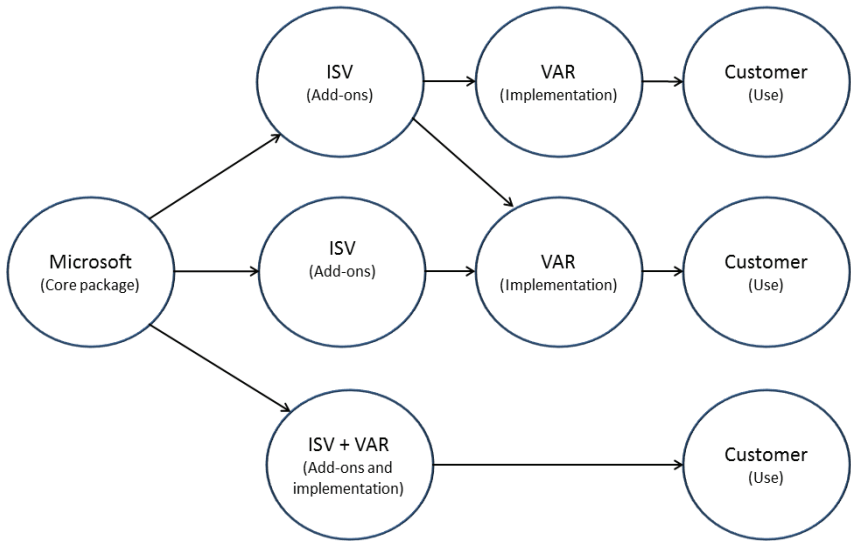 ISV
(Add-ons)
VAR
(Implementation)
Customer
(Use)
Microsoft
(Core package)
ISV
(Add-ons)
VAR
(Implementation)
Customer
(Use)
ISV + VAR
(Add-ons and
implementation)
Customer
(Use)